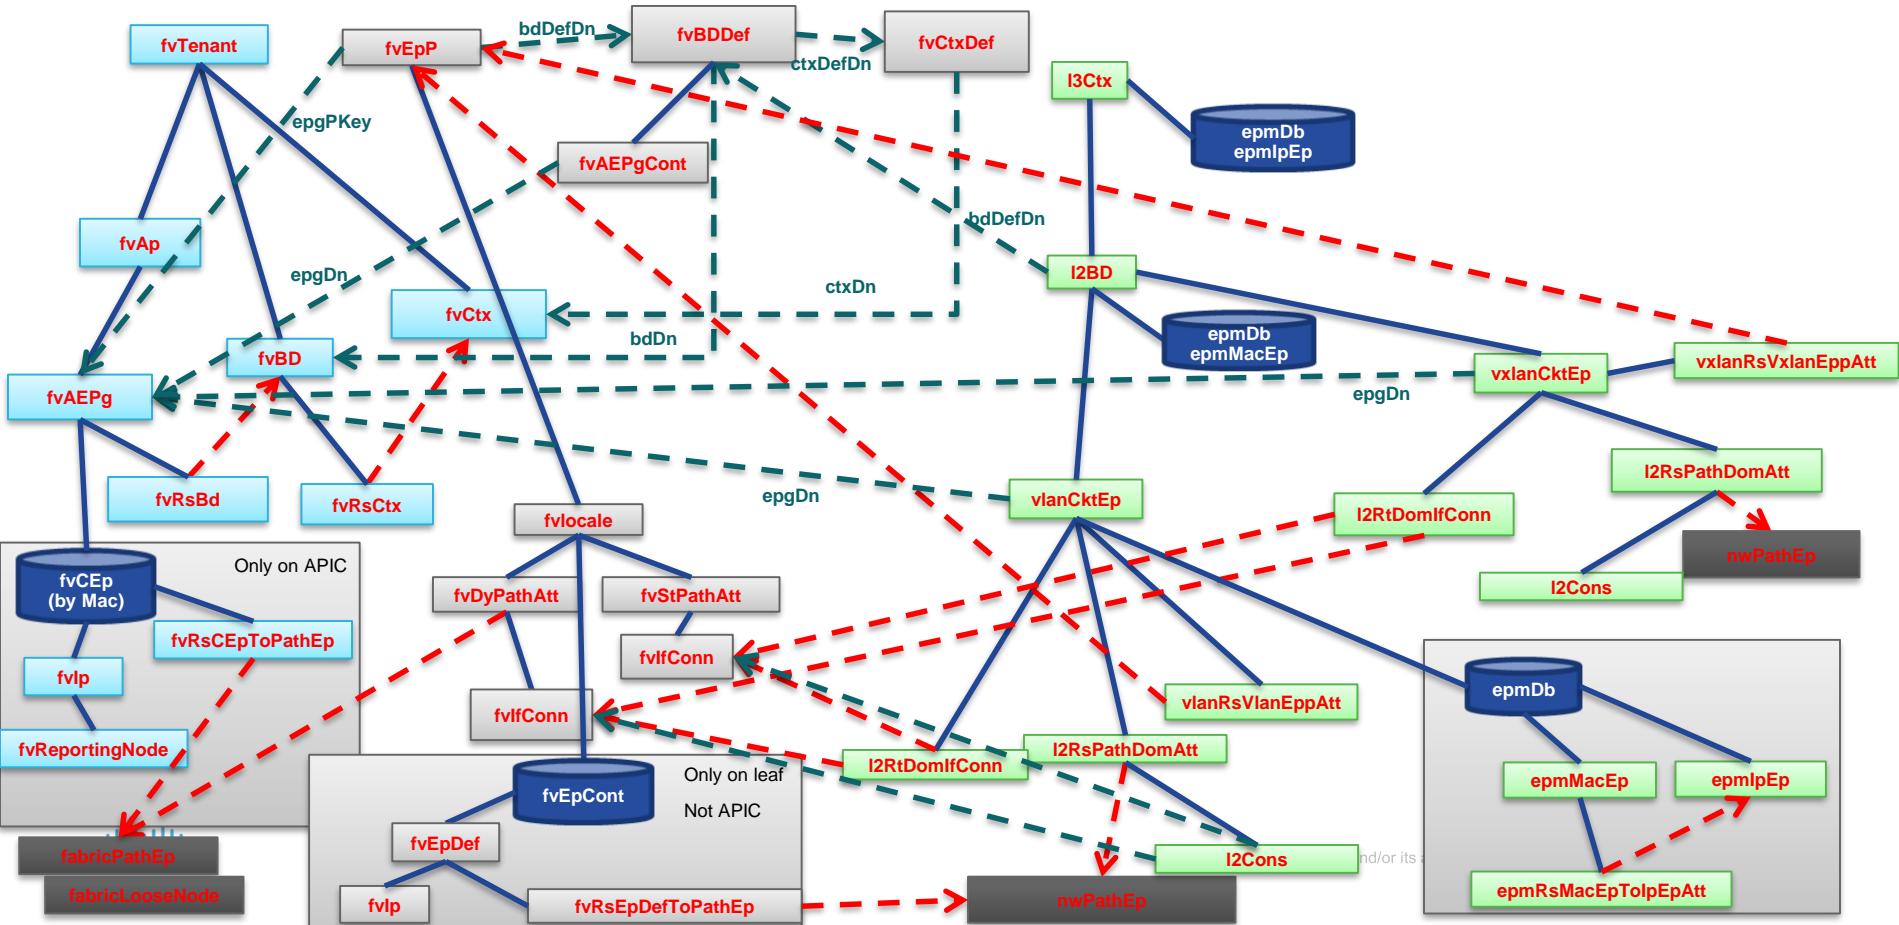 fvTenant
fvEpP
bdDefDn
fvBDDef
fvCtxDef
ctxDefDn
l3Ctx
epmDb
epmIpEp
epgPKey
fvAEPgCont
fvAp
bdDefDn
l2BD
epgDn
ctxDn
fvCtx
bdDn
fvBD
epmDb
epmMacEp
vxlanCktEp
vxlanRsVxlanEppAtt
fvAEPg
epgDn
fvRsBd
fvRsCtx
epgDn
vlanCktEp
l2RsPathDomAtt
l2RtDomIfConn
fvlocale
nwPathEp
l2Cons
Only on APIC
fvCEp
(by Mac)
fvDyPathAtt
fvStPathAtt
fvRsCEpToPathEp
fvIfConn
fvIp
fvIfConn
vlanRsVlanEppAtt
epmDb
fvReportingNode
l2RtDomIfConn
l2RsPathDomAtt
Only on leaf
Not APIC
fvEpCont
epmMacEp
epmIpEp
fvEpDef
fabricPathEp
l2Cons
nd/or its a
fabricLooseNode
fvIp
fvRsEpDefToPathEp
nwPathEp
epmRsMacEpToIpEpAtt